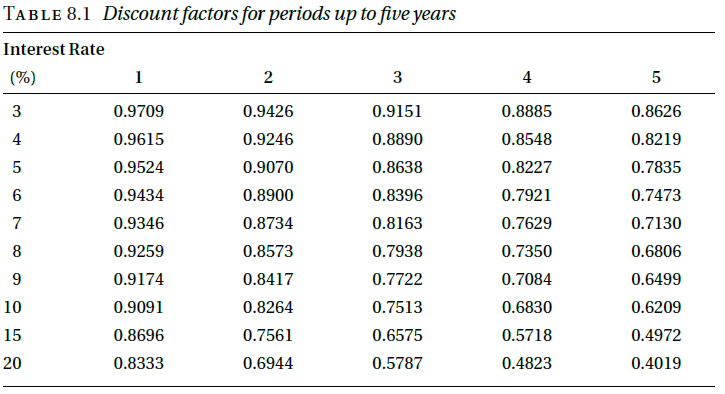 TABLE 8.1 Discount factors for periods up to five years
Interest Rate
(%) 1 2 3 4 5
3 0.9709 0.9426 0.9151 0.8885 0.8626
4 0.9615 0.9246 0.8890 0.8548 0.8219
5 0.9524 0.9070 0.8638 0.8227 0.7835
6 0.9434 0.8900 0.8396 0.7921 0.7473
7 0.9346 0.8734 0.8163 0.7629 0.7130
8 0.9259 0.8573 0.7938 0.7350 0.6806
9 0.9174 0.8417 0.7722 0.7084 0.6499
10 0.9091 0.8264 0.7513 0.6830 0.6209
15 0.8696 0.7561 0.6575 0.5718 0.4972
20 0.8333 0.6944 0.5787 0.4823 0.4019